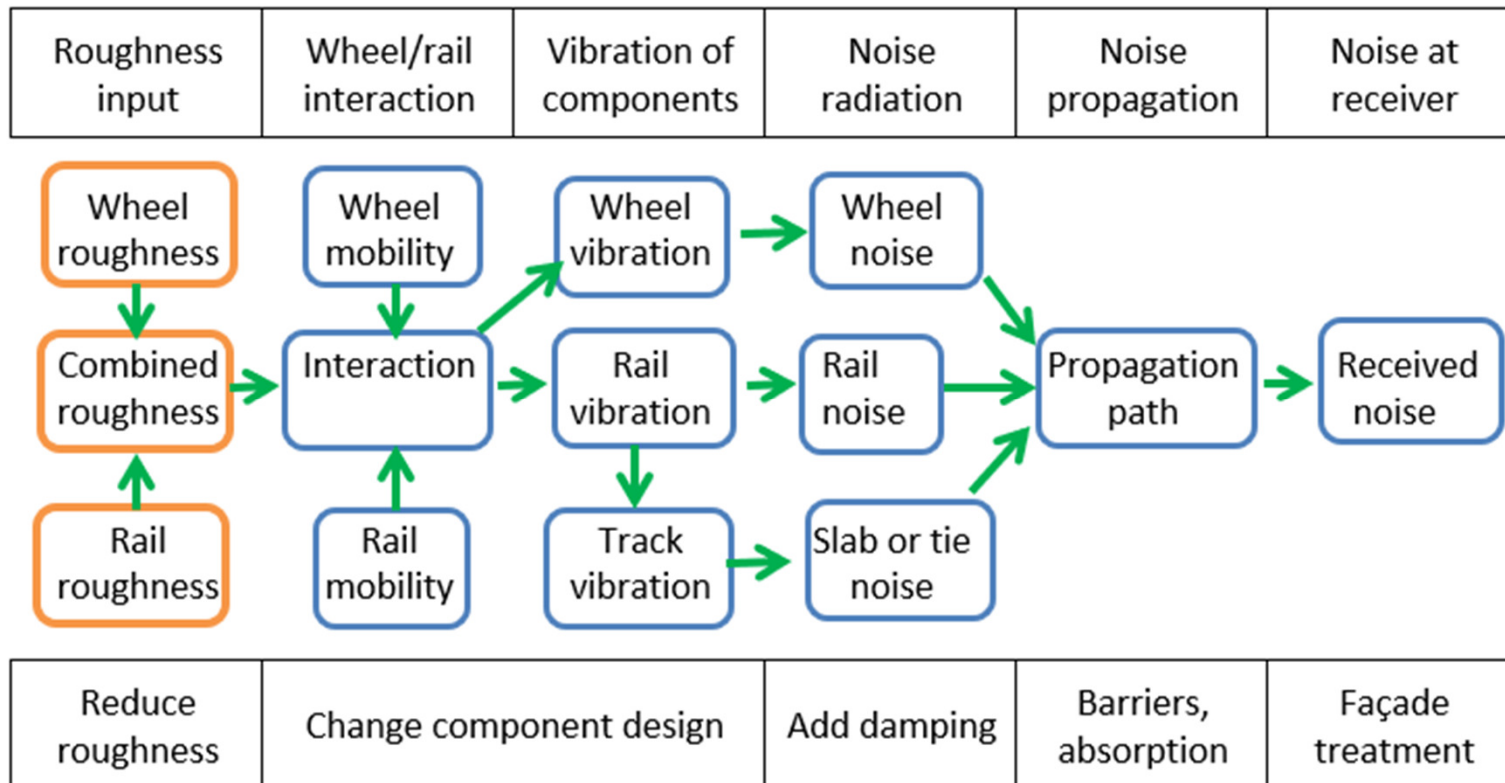 Roughness
input
Wheel/rail
interaction
Vibration of
components
Noise
radiation
Noise
propagation
Noise at
receiver
Wheel
roughness
Wheel
mobility
Wheel
vibration
Wheel
noise
Combined
roughness
Interaction
Rail
vibration
Rail
noise
Propagation
path
Received
noise
Rail
roughness
Rail
mobility
Track
vibration
Slab or tie
noise
Reduce
roughness
Change component design
Add damping
Barriers,
absorption
Façade
treatment